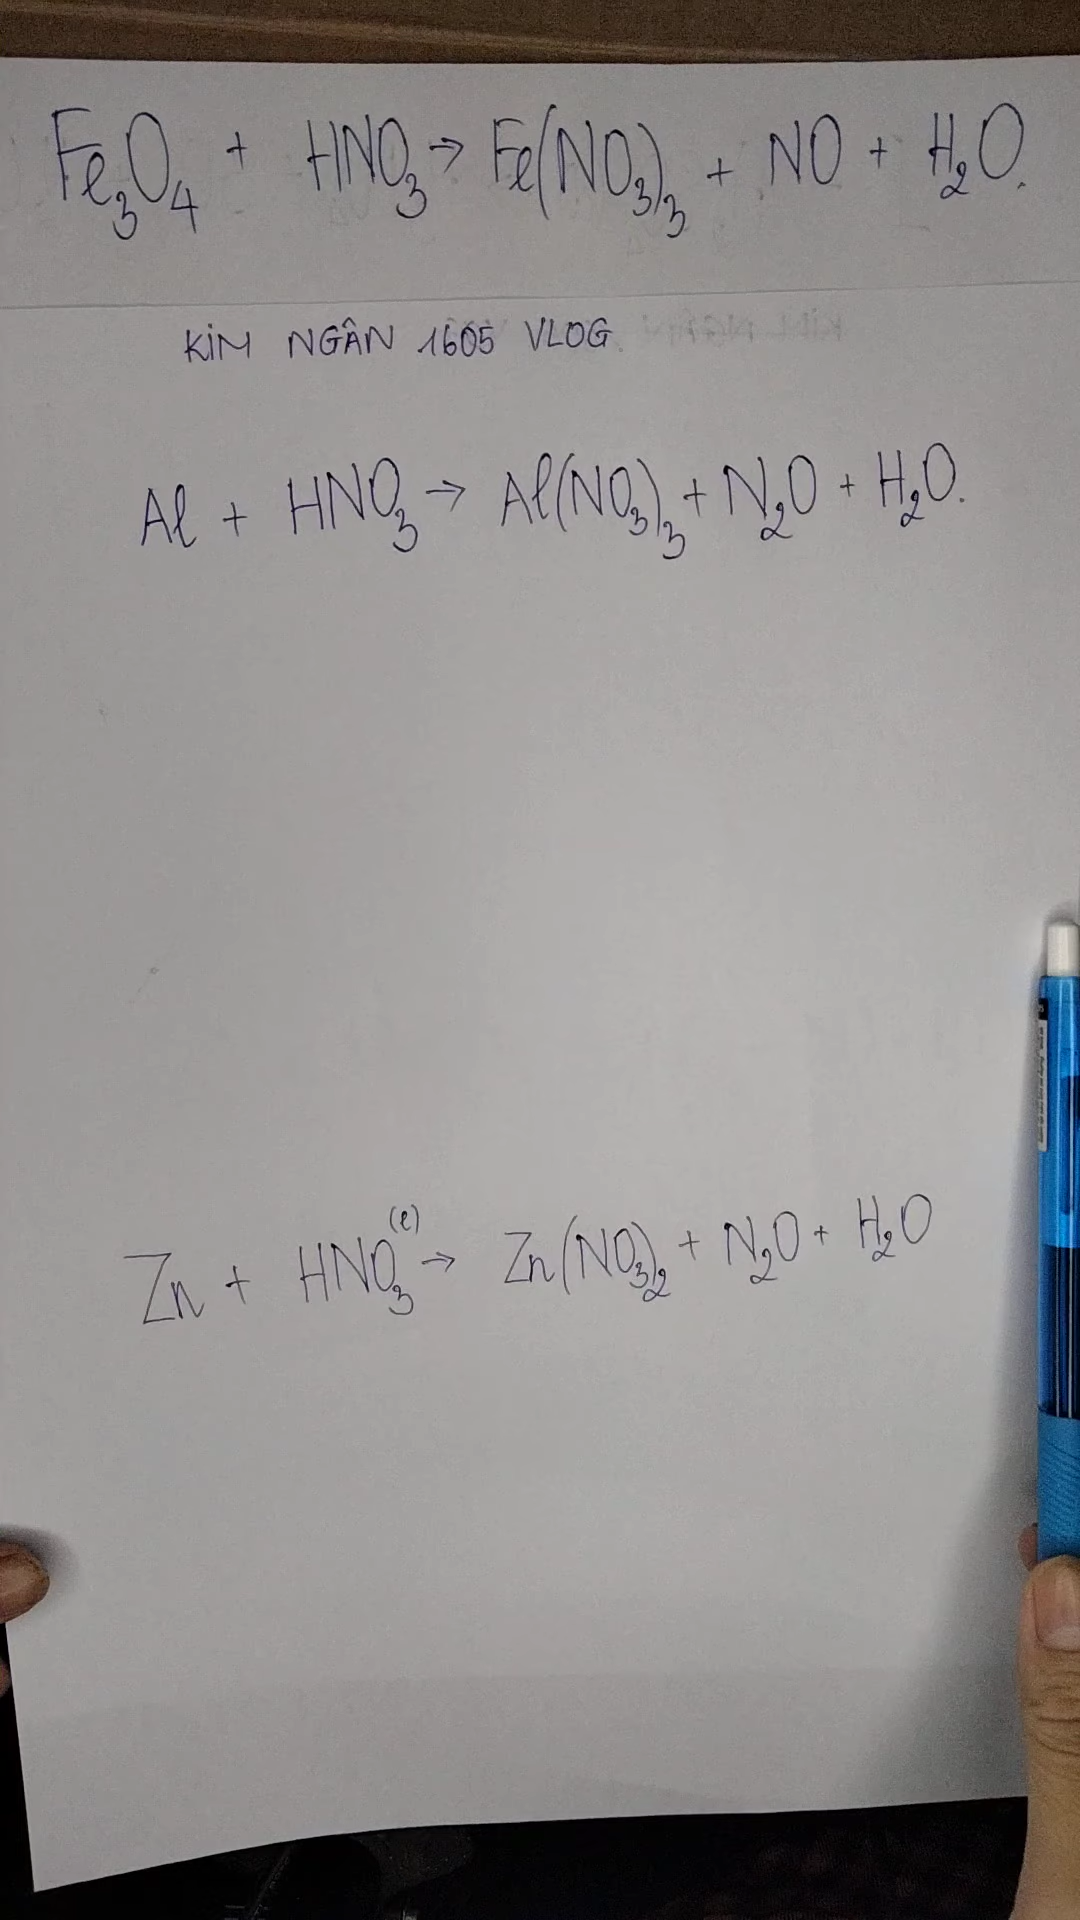 Fe₃O₄ + HNO₃ → Fe(NO₃)₃ + NO + H₂O.
KIM NGÂN 1605 VLOG.
Al + HNO₃ → Al(NO₃)₃ + N₂O + H₂O.
Zn + HNO₃(l) → Zn(NO₃)₂ + N₂O + H₂O